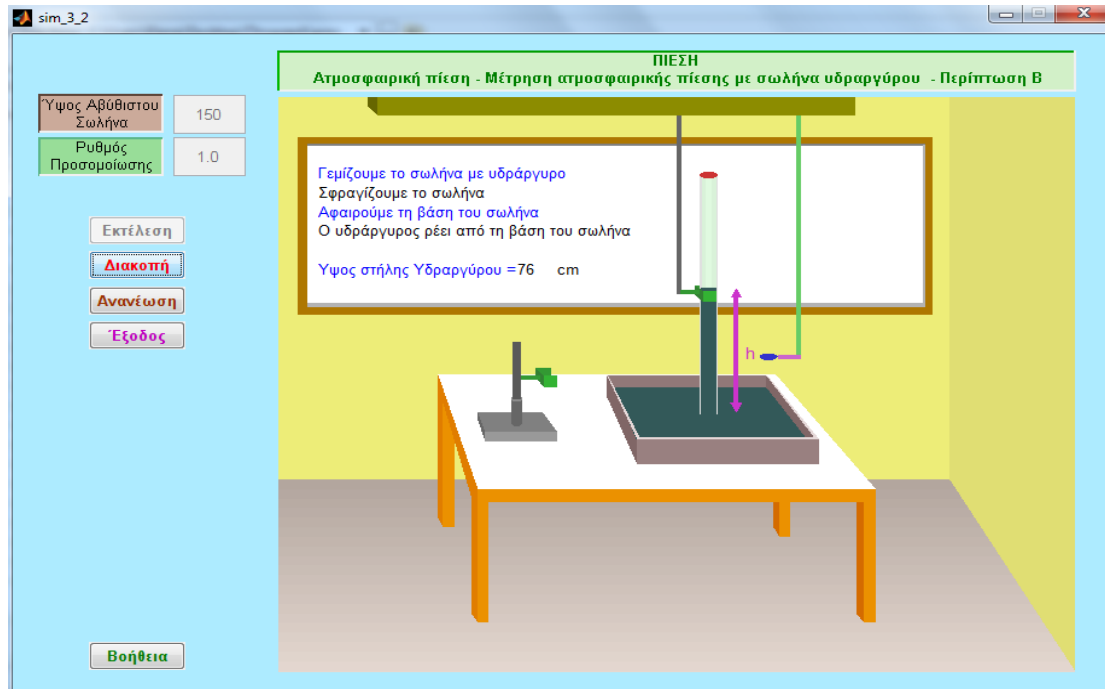 sim_3_2
ΠΙΕΣΗ
Ατμοσφαιρική πίεση - Μέτρηση ατμοσφαιρικής πίεσης με σωλήνα υδραργύρου - Περίπτωση Β
Ύψος Αβύθιστου
Σωλήνα
150
Ρυθμός
Προσομοίωσης
1.0
Εκτέλεση
Διακοπή
Ανανέωση
Έξοδος
Βοήθεια
Γεμίζουμε το σωλήνα με υδράργυρο
Σφραγίζουμε το σωλήνα
Αφαιρούμε τη βάση του σωλήνα
Ο υδράργυρος ρέει από τη βάση του σωλήνα
Υψος στήλης Υδραργύρου =76 cm
h